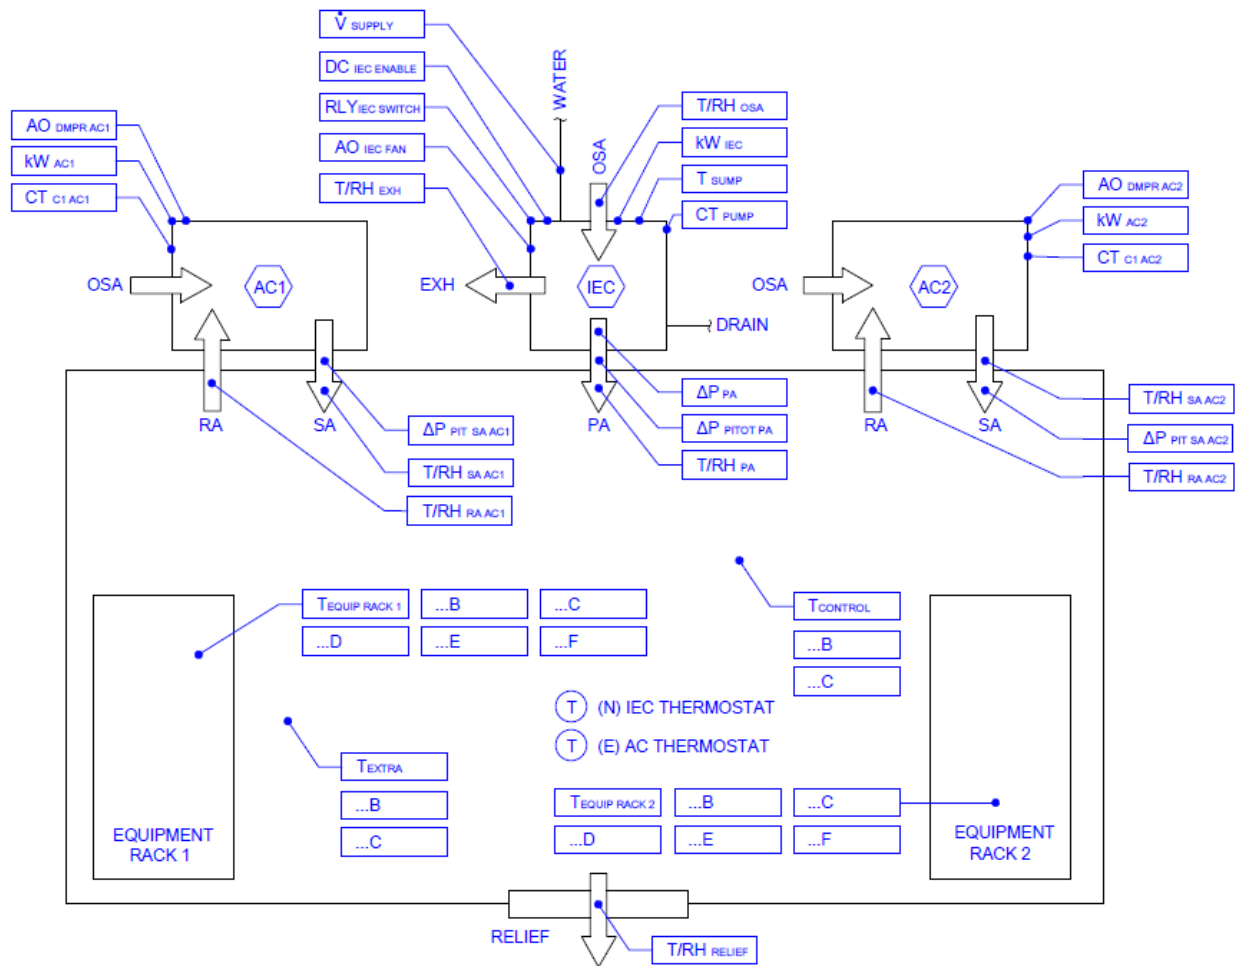 V̇ SUPPLY
DC IEC ENABLE
RLY IEC SWITCH
AO IEC FAN
T/RH EXH
WATER
OSA
T/RH OSA
kW IEC
T SUMP
CT PUMP
AO DMPR AC1
kW AC1
CT C1 AC1
AO DMPR AC2
kW AC2
CT C1 AC2
OSA
AC1
EXH
IEC
DRAIN
OSA
AC2
RA
SA
PA
RA
SA
ΔP PIT SA AC1
T/RH SA AC1
T/RH RA AC1
ΔP PA
ΔP PITOT PA
T/RH PA
T/RH SA AC2
ΔP PIT SA AC2
T/RH RA AC2
TEQUIP RACK 1
...B
...C
...D
...E
...F
TCONTROL
...B
...C
T (N) IEC THERMOSTAT
T (E) AC THERMOSTAT
TEXTRA
...B
...C
TEQUIP RACK 2
...B
...C
...D
...E
...F
EQUIPMENT
RACK 1
EQUIPMENT
RACK 2
RELIEF
T/RH RELIEF